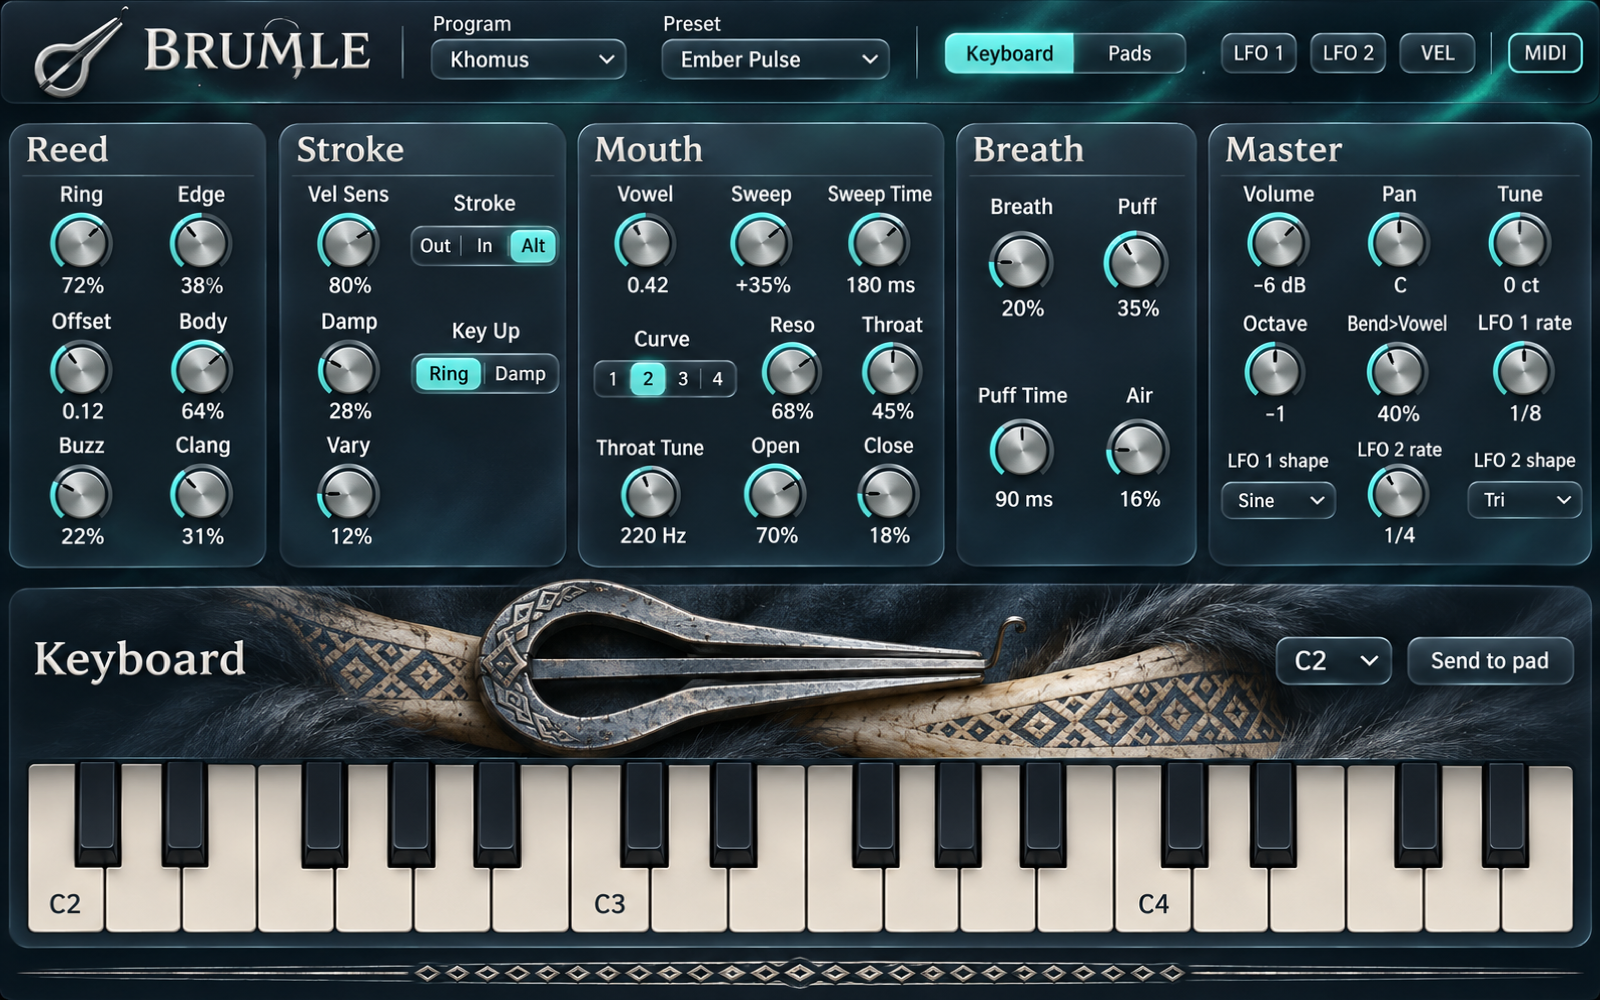 BRUMLE
Program
Khomus
Preset
Ember Pulse
Keyboard
Pads
LFO 1
LFO 2
VEL
MIDI
Reed
Ring
Edge
72%
38%
Offset
Body
0.12
64%
Buzz
Clang
22%
31%
Stroke
Vel Sens
80%
Stroke
Out
In
Alt
Damp
28%
Key Up
Ring
Damp
Vary
12%
Mouth
Vowel
Sweep
Sweep Time
0.42
+35%
180 ms
Curve
1
2
3
4
Reso
Throat
68%
45%
Throat Tune
Open
Close
220 Hz
70%
18%
Breath
Breath
Puff
20%
35%
Puff Time
Air
90 ms
16%
Master
Volume
Pan
Tune
-6 dB
C
0 ct
Octave
Bend>Vowel
LFO 1 rate
-1
40%
1/8
LFO 1 shape
LFO 2 rate
LFO 2 shape
Sine
Tri
1/4
Keyboard
C2
Send to pad
C2
C3
C4